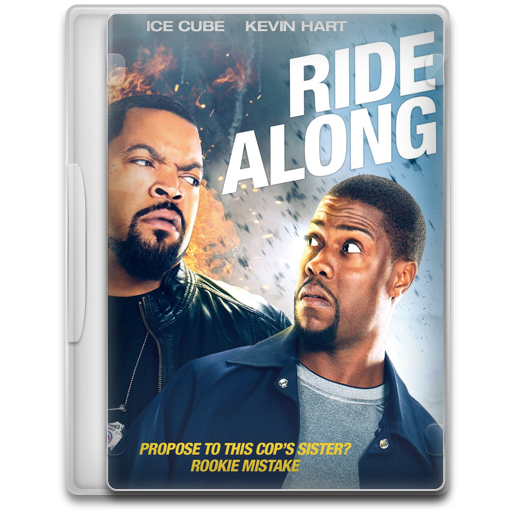 ICE CUBE KEVIN HART
RIDE
ALONG
PROPOSE TO THIS COP'S SISTER?
ROOKIE MISTAKE